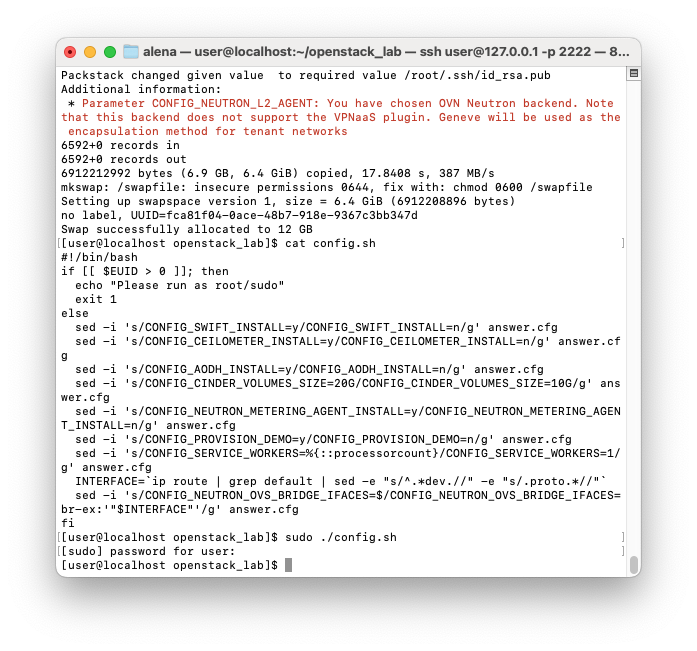 alena — user@localhost:~/openstack_lab — ssh user@127.0.0.1 -p 2222 — 8...
Packstack changed given value  to required value /root/.ssh/id_rsa.pub
Additional information:
 * Parameter CONFIG_NEUTRON_L2_AGENT: You have chosen OVN Neutron backend. Note
that this backend does not support the VPNaaS plugin. Geneve will be used as the
 encapsulation method for tenant networks
6592+0 records in
6592+0 records out
6912212992 bytes (6.9 GB, 6.4 GiB) copied, 17.8408 s, 387 MB/s
mkswap: /swapfile: insecure permissions 0644, fix with: chmod 0600 /swapfile
Setting up swapspace version 1, size = 6.4 GiB (6912208896 bytes)
no label, UUID=fca81f04-0ace-48b7-918e-9367c3bb347d
Swap successfully allocated to 12 GB
[[user@localhost openstack_lab]$ cat config.sh ]
#!/bin/bash
if [[ $EUID > 0 ]]; then
  echo "Please run as root/sudo"
  exit 1
else
  sed -i 's/CONFIG_SWIFT_INSTALL=y/CONFIG_SWIFT_INSTALL=n/g' answer.cfg
  sed -i 's/CONFIG_CEILOMETER_INSTALL=y/CONFIG_CEILOMETER_INSTALL=n/g' answer.cf
g
  sed -i 's/CONFIG_AODH_INSTALL=y/CONFIG_AODH_INSTALL=n/g' answer.cfg
  sed -i 's/CONFIG_CINDER_VOLUMES_SIZE=20G/CONFIG_CINDER_VOLUMES_SIZE=10G/g' ans
wer.cfg
  sed -i 's/CONFIG_NEUTRON_METERING_AGENT_INSTALL=y/CONFIG_NEUTRON_METERING_AGEN
T_INSTALL=n/g' answer.cfg
  sed -i 's/CONFIG_PROVISION_DEMO=y/CONFIG_PROVISION_DEMO=n/g' answer.cfg
  sed -i 's/CONFIG_SERVICE_WORKERS=%{::processorcount}/CONFIG_SERVICE_WORKERS=1/
g' answer.cfg
  INTERFACE=`ip route | grep default | sed -e "s/^.*dev.//" -e "s/.proto.*//"`
  sed -i 's/CONFIG_NEUTRON_OVS_BRIDGE_IFACES=$/CONFIG_NEUTRON_OVS_BRIDGE_IFACES=
br-ex:'"$INTERFACE"'/g' answer.cfg
fi
[[user@localhost openstack_lab]$ sudo ./config.sh ]
[[sudo] password for user: ]
[user@localhost openstack_lab]$